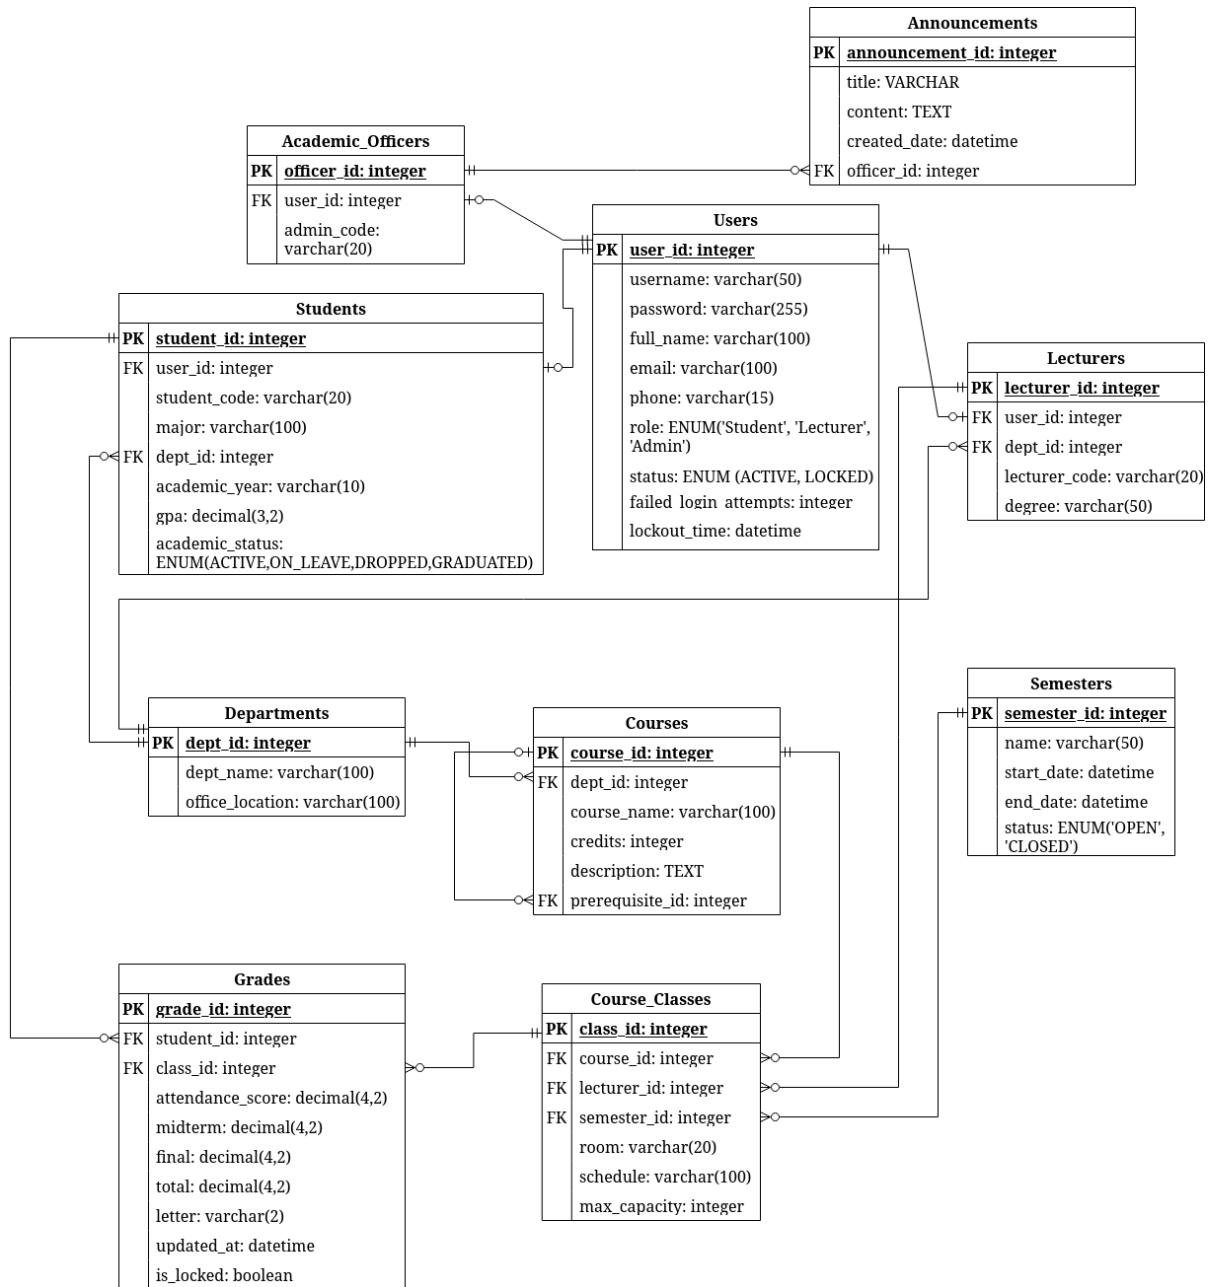 Announcements
PK announcement_id: integer
title: VARCHAR
content: TEXT
created_date: datetime
FK officer_id: integer
Academic_Officers
PK officer_id: integer
FK user_id: integer
admin_code:
varchar(20)
Users
PK user_id: integer
username: varchar(50)
password: varchar(255)
full_name: varchar(100)
email: varchar(100)
phone: varchar(15)
role: ENUM('Student', 'Lecturer',
'Admin')
status: ENUM (ACTIVE, LOCKED)
failed_login_attempts: integer
lockout_time: datetime
Students
PK student_id: integer
FK user_id: integer
student_code: varchar(20)
major: varchar(100)
FK dept_id: integer
academic_year: varchar(10)
gpa: decimal(3,2)
academic_status:
ENUM(ACTIVE,ON_LEAVE,DROPPED,GRADUATED)
Lecturers
PK lecturer_id: integer
FK user_id: integer
FK dept_id: integer
lecturer_code: varchar(20)
degree: varchar(50)
Departments
PK dept_id: integer
dept_name: varchar(100)
office_location: varchar(100)
Courses
PK course_id: integer
FK dept_id: integer
course_name: varchar(100)
credits: integer
description: TEXT
FK prerequisite_id: integer
Semesters
PK semester_id: integer
name: varchar(50)
start_date: datetime
end_date: datetime
status: ENUM('OPEN',
'CLOSED')
Grades
PK grade_id: integer
FK student_id: integer
FK class_id: integer
attendance_score: decimal(4,2)
midterm: decimal(4,2)
final: decimal(4,2)
total: decimal(4,2)
letter: varchar(2)
updated_at: datetime
is_locked: boolean
Course_Classes
PK class_id: integer
FK course_id: integer
FK lecturer_id: integer
FK semester_id: integer
room: varchar(20)
schedule: varchar(100)
max_capacity: integer